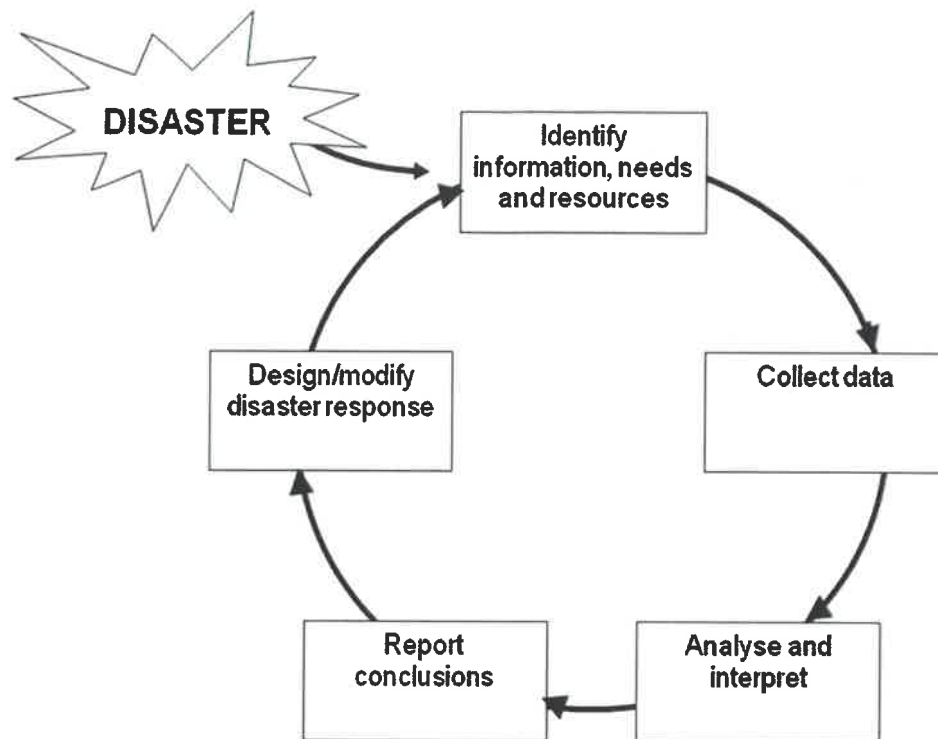 DISASTER
Identify
information, needs
and resources
Collect data
Analyse and
interpret
Report
conclusions
Design/modify
disaster response